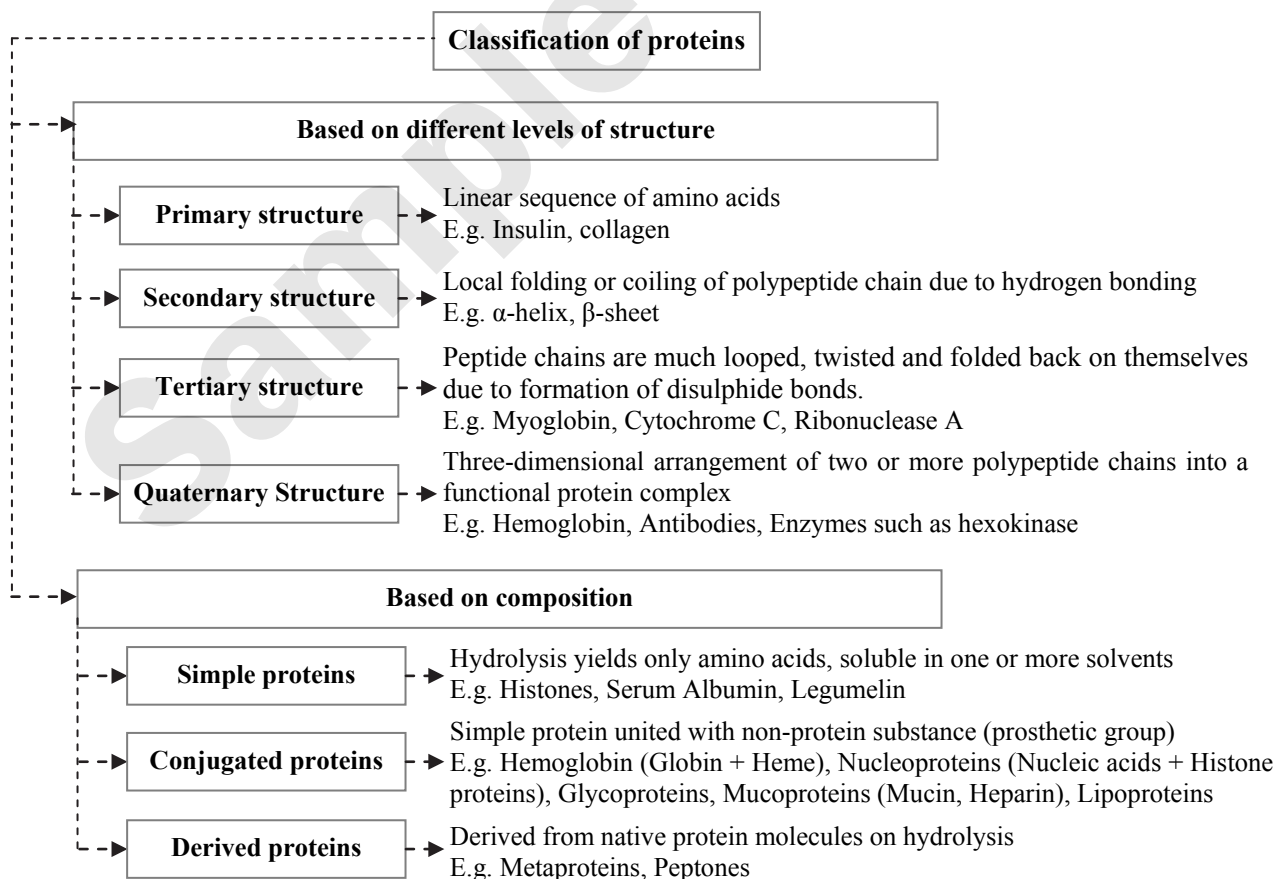 Classification of proteins
Based on different levels of structure
Primary structure
Linear sequence of amino acids
E.g. Insulin, collagen
Secondary structure
Local folding or coiling of polypeptide chain due to hydrogen bonding
E.g. α-helix, β-sheet
Tertiary structure
Peptide chains are much looped, twisted and folded back on themselves
due to formation of disulphide bonds.
E.g. Myoglobin, Cytochrome C, Ribonuclease A
Quaternary Structure
Three-dimensional arrangement of two or more polypeptide chains into a
functional protein complex
E.g. Hemoglobin, Antibodies, Enzymes such as hexokinase
Based on composition
Simple proteins
Hydrolysis yields only amino acids, soluble in one or more solvents
E.g. Histones, Serum Albumin, Legumelin
Conjugated proteins
Simple protein united with non-protein substance (prosthetic group)
E.g. Hemoglobin (Globin + Heme), Nucleoproteins (Nucleic acids + Histone
proteins), Glycoproteins, Mucoproteins (Mucin, Heparin), Lipoproteins
Derived proteins
Derived from native protein molecules on hydrolysis
E.g. Metaproteins, Peptones
Sample